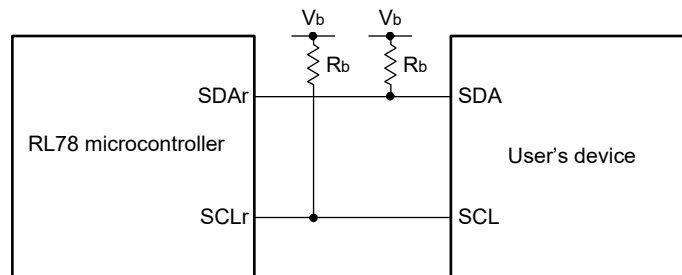 Vb Vb
Rb Rb
SDAr SDA
RL78 microcontroller User’s device
SCLr SCL